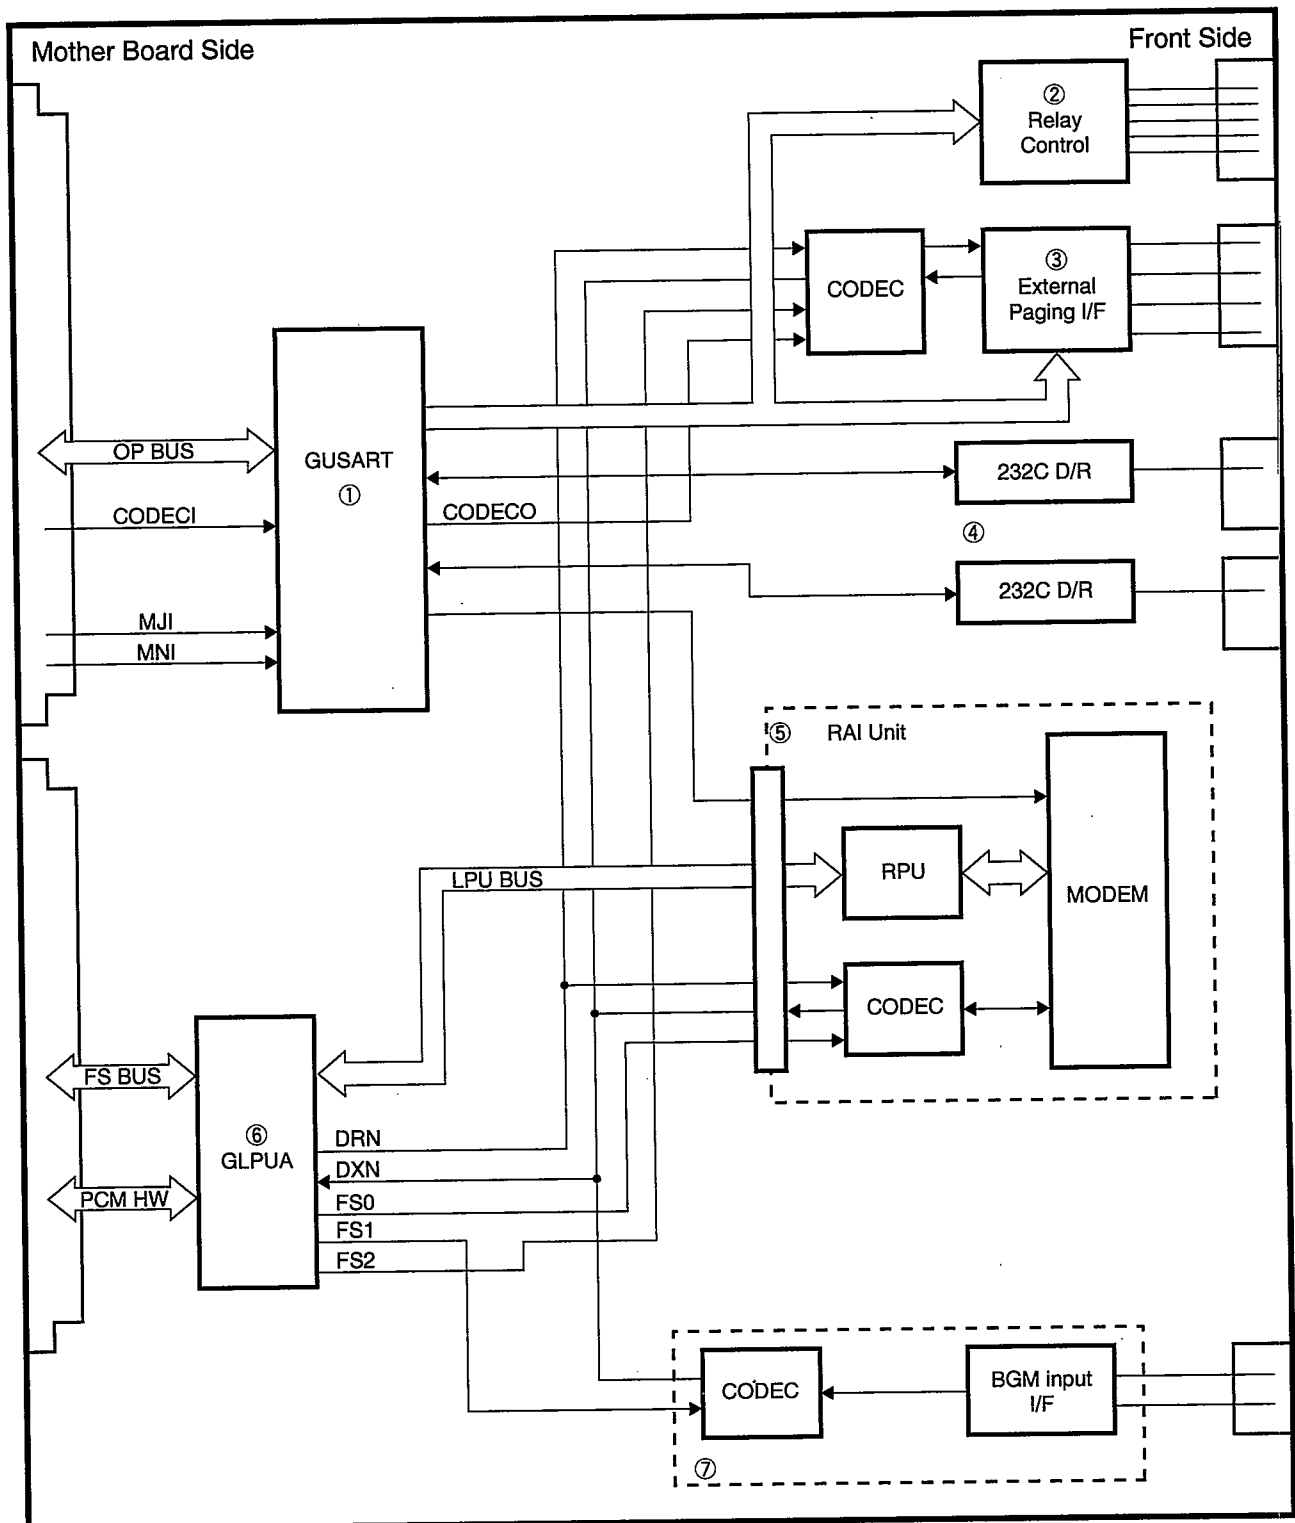 Mother Board Side
Front Side
②
Relay
Control
CODEC
③
External
Paging I/F
OP BUS
GUSART
①
232C D/R
CODECI
CODECO
④
232C D/R
MJI
MNI
⑤ RAI Unit
LPU BUS
RPU
MODEM
CODEC
FS BUS
⑥
GLPUA
DRN
DXN
PCM HW
FS0
FS1
FS2
CODEC
BGM input
I/F
⑦